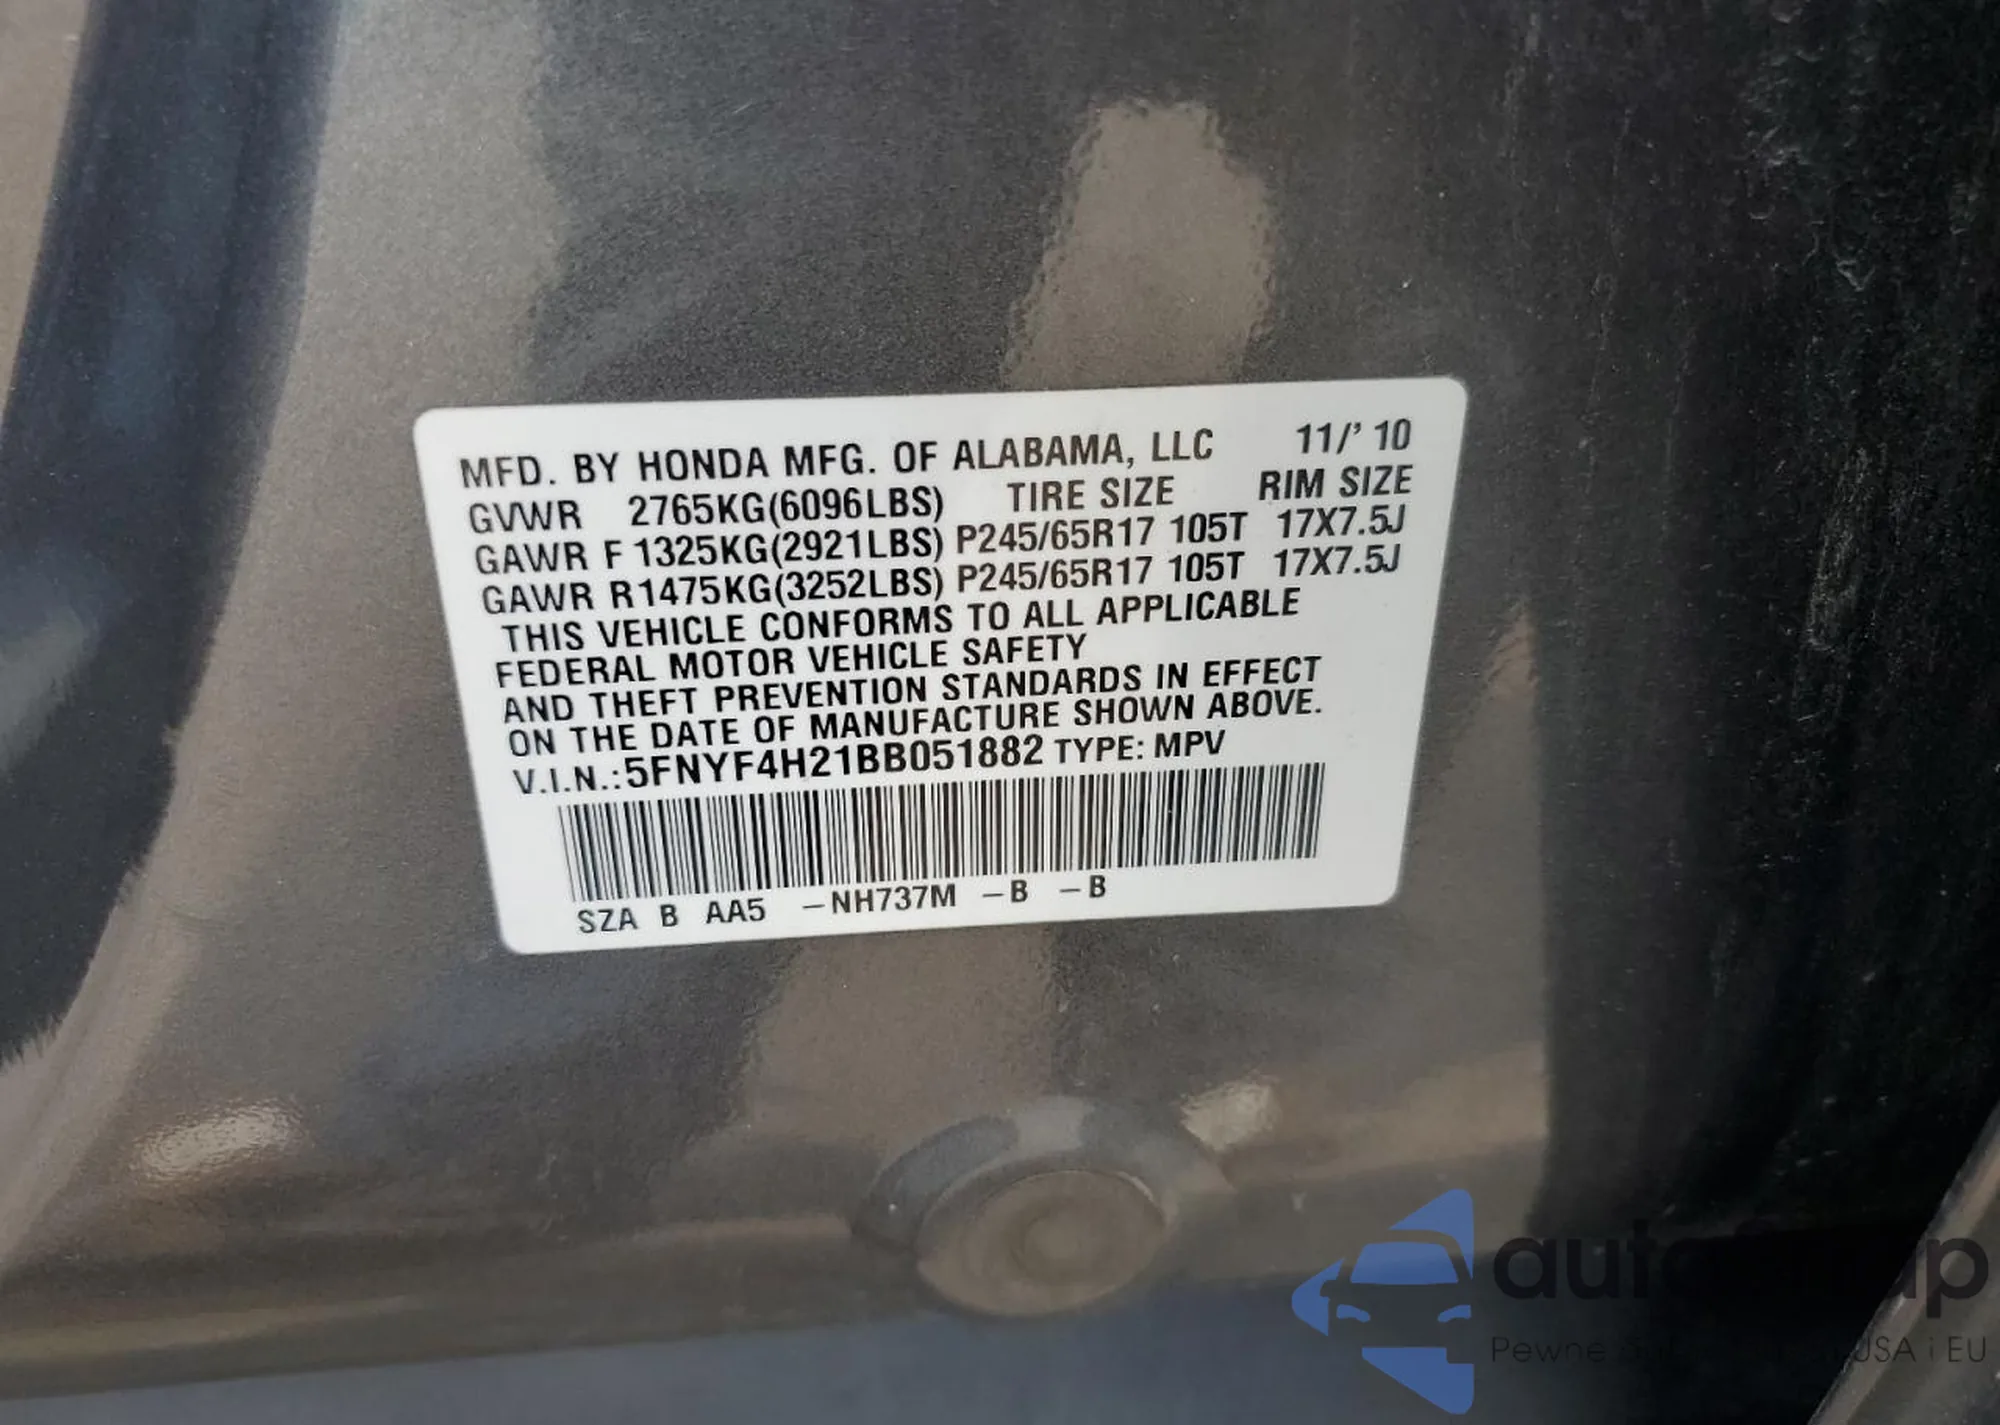 MFD. BY HONDA MFG. OF ALABAMA, LLC 11/' 10
GVWR 2765KG(6096LBS) TIRE SIZE RIM SIZE
GAWR F 1325KG(2921LBS) P245/65R17 105T 17X7.5J
GAWR R1475KG(3252LBS) P245/65R17 105T 17X7.5J
THIS VEHICLE CONFORMS TO ALL APPLICABLE
FEDERAL MOTOR VEHICLE SAFETY
AND THEFT PREVENTION STANDARDS IN EFFECT
ON THE DATE OF MANUFACTURE SHOWN ABOVE.
V.I.N.:5FNYF4H21BB051882 TYPE: MPV
SZA B AA5 -NH737M -B -B
Pewne USA i EU